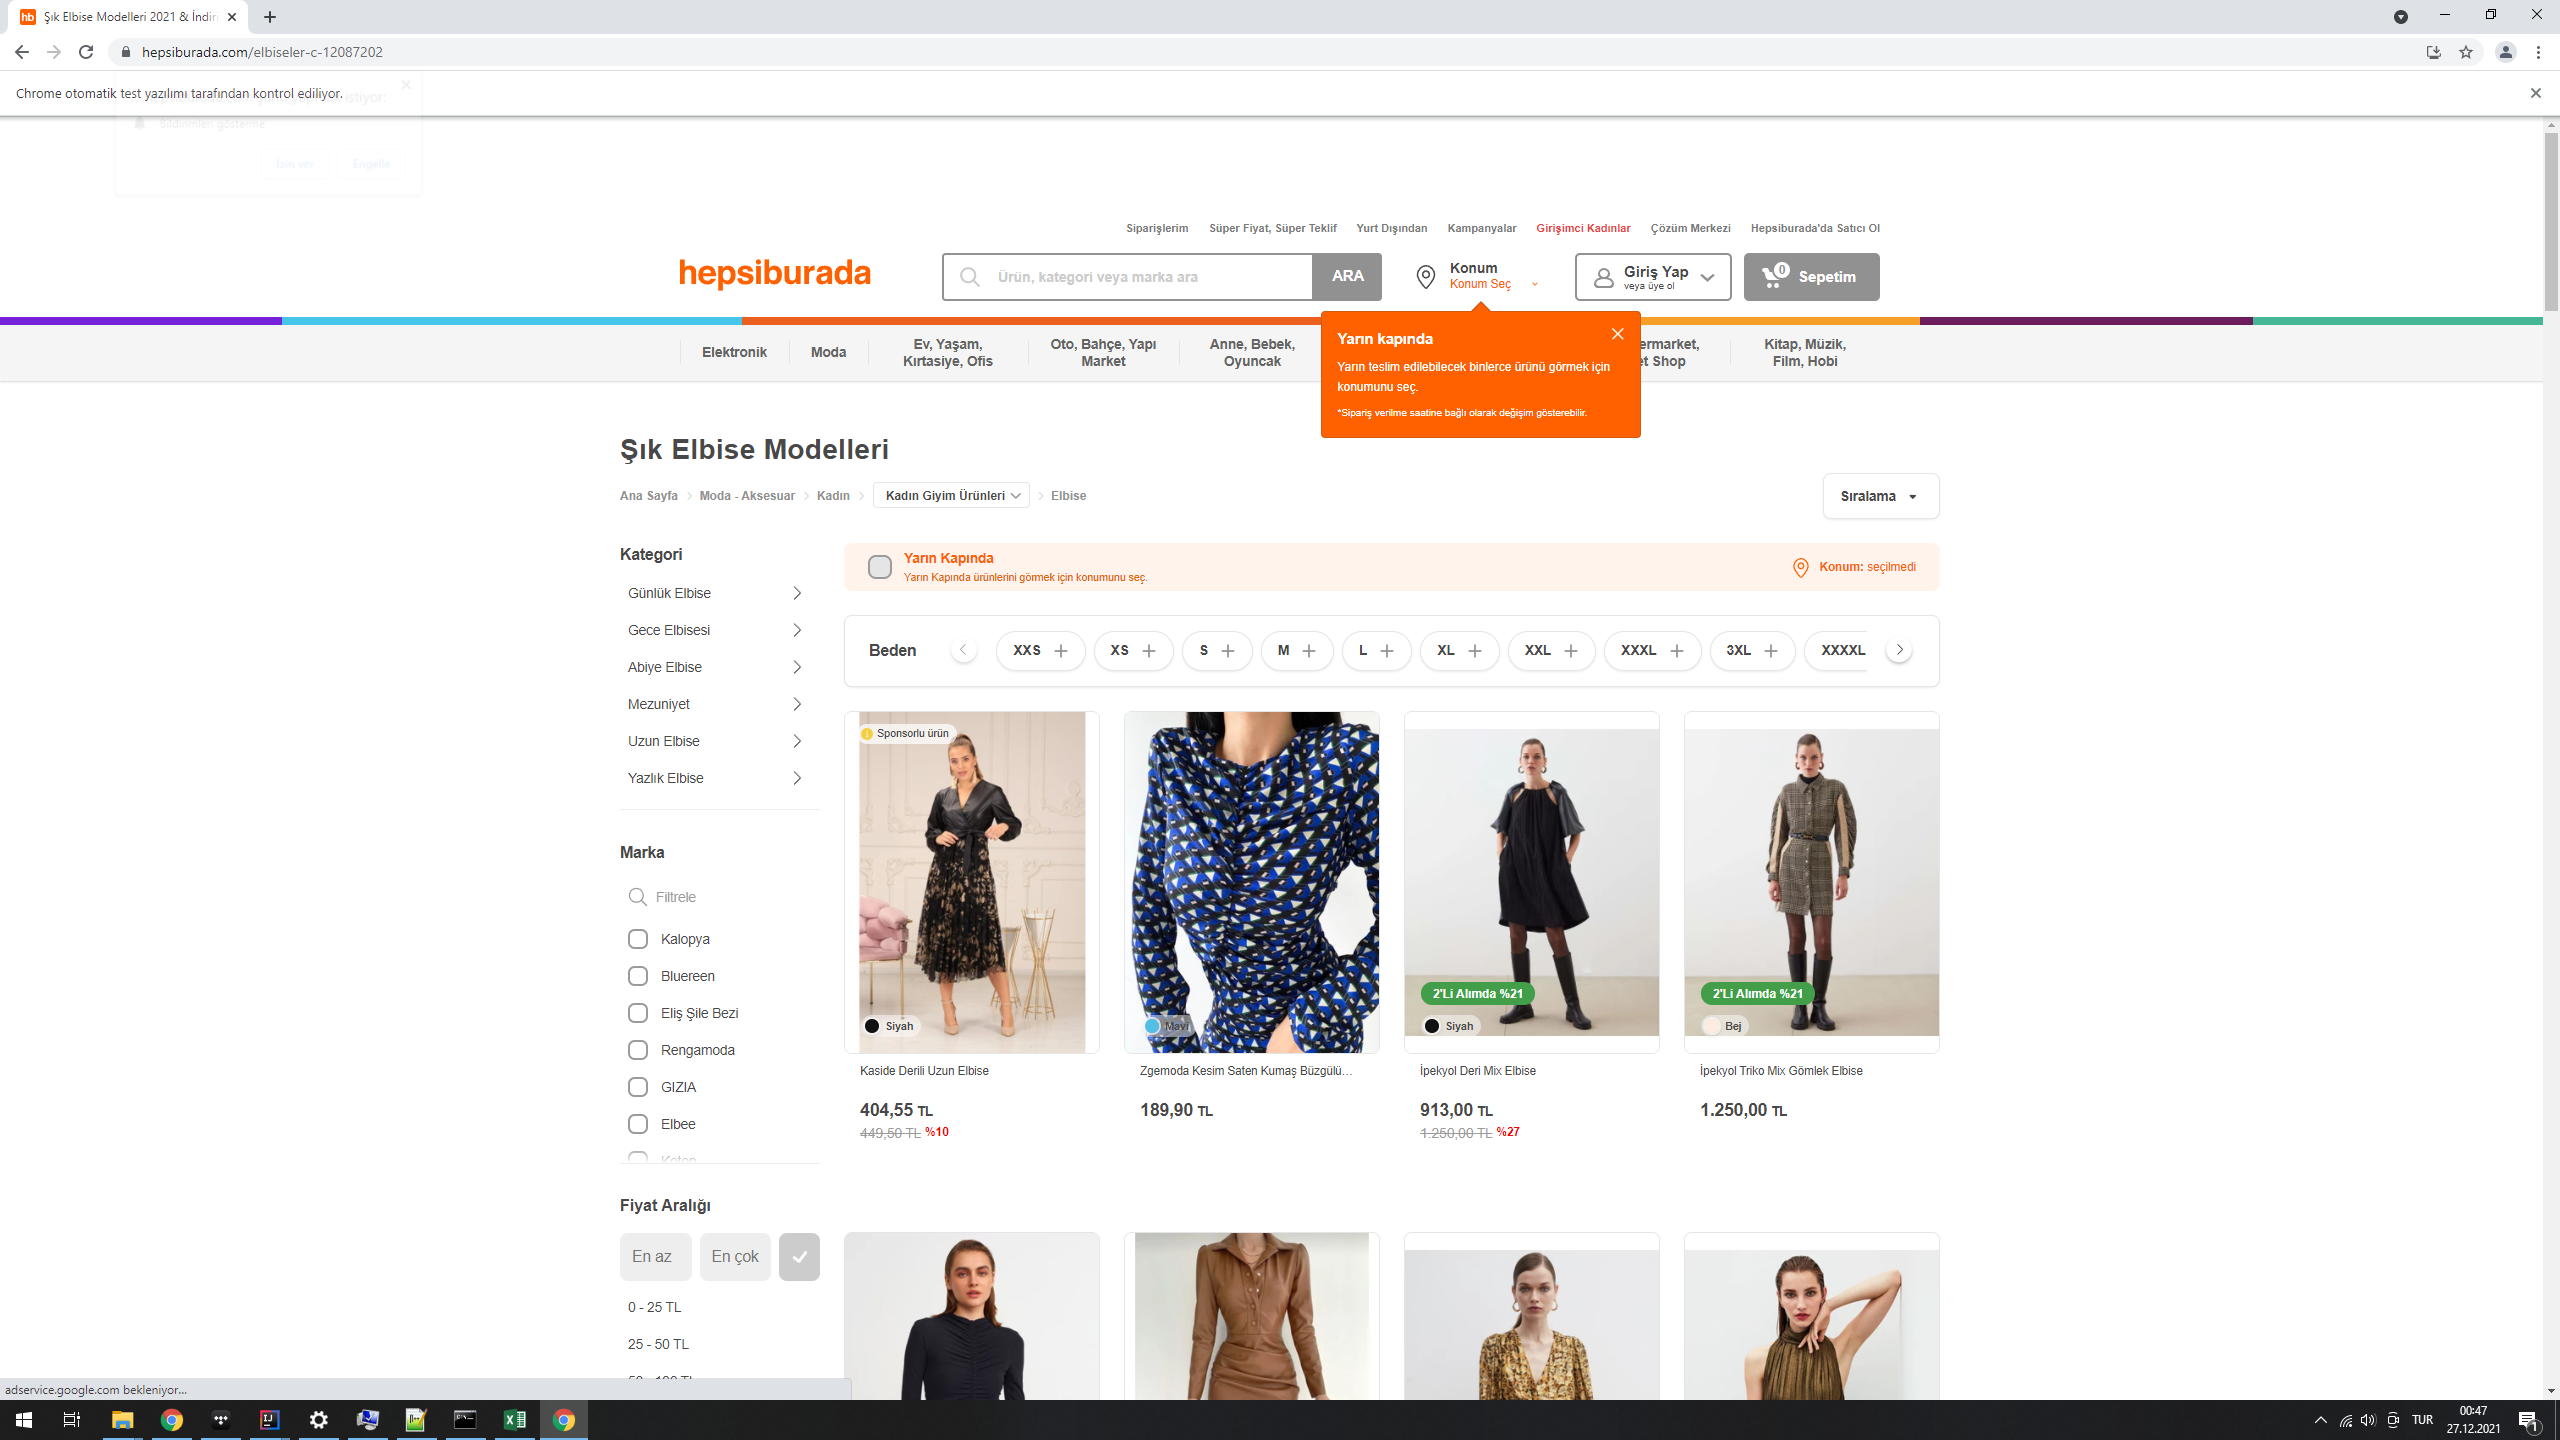 hb Şık Elbise Modelleri 2021 & İndiri
hepsiburada.com/elbiseler-c-12087202
Chrome otomatik test yazılımı tarafından kontrol ediliyor.
istiyor:
Bildirimleri gösterme
İzin ver Engelle
Siparişlerim Süper Fiyat, Süper Teklif Yurt Dışından Kampanyalar Girişimci Kadınlar Çözüm Merkezi Hepsiburada'da Satıcı Ol
hepsiburada
Ürün, kategori veya marka ara
ARA
Konum
Konum Seç
Giriş Yap
veya üye ol
0 Sepetim
Elektronik
Moda
Ev, Yaşam,
Kırtasiye, Ofis
Oto, Bahçe, Yapı
Market
Anne, Bebek,
Oyuncak
ermarket,
et Shop
Kitap, Müzik,
Film, Hobi
Yarın kapında
Yarın teslim edilebilecek binlerce ürünü görmek için
konumunu seç.
*Sipariş verilme saatine bağlı olarak değişim gösterebilir.
Şık Elbise Modelleri
Ana Sayfa Moda - Aksesuar Kadın Kadın Giyim Ürünleri Elbise
Sıralama
Kategori
Günlük Elbise
Gece Elbisesi
Abiye Elbise
Mezuniyet
Uzun Elbise
Yazlık Elbise
Marka
Filtrele
Kalopya
Bluereen
Eliş Şile Bezi
Rengamoda
GIZIA
Elbee
Koton
Fiyat Aralığı
En az En çok
0 - 25 TL
25 - 50 TL
50 - 100 TL
Yarın Kapında
Yarın Kapında ürünlerini görmek için konumunu seç.
Konum: seçilmedi
Beden XXS XS S M L XL XXL XXXL 3XL XXXXL
Sponsorlu ürün
Siyah
Kaside Derili Uzun Elbise
404,55 TL
449,50 TL %10
Mavi
Zgemoda Kesim Saten Kumaş Büzgülü...
189,90 TL
2'Li Alımda %21
Siyah
İpekyol Deri Mix Elbise
913,00 TL
1.250,00 TL %27
2'Li Alımda %21
Bej
İpekyol Triko Mix Gömlek Elbise
1.250,00 TL
adservice.google.com bekleniyor...
TUR
00:47
27.12.2021
1